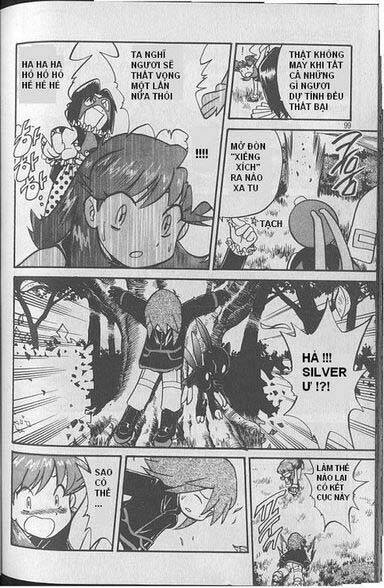 THẬT KHÔNG
MAY KHI TẤT
CẢ NHỮNG
GÌ NGƯƠI
DỰ TÍNH ĐỀU
THẤT BẠI
TA NGHĨ
NGƯƠI SẼ
THẤT VỌNG
MỘT LẦN
NỮA THÔI
HA HA HA
HÔ HÔ HÔ
HÊ HÊ HÊ
99
MỞ ĐÒN
"XIỀNG
XÍCH"
RA NÀO
XA TU
TẠCH
!!!!
HẢ !!!
SILVER
Ư !?!
LÀM THẾ
NÀO LẠI
CÓ KẾT
CỤC NÀY
SAO
CÓ THỂ
...